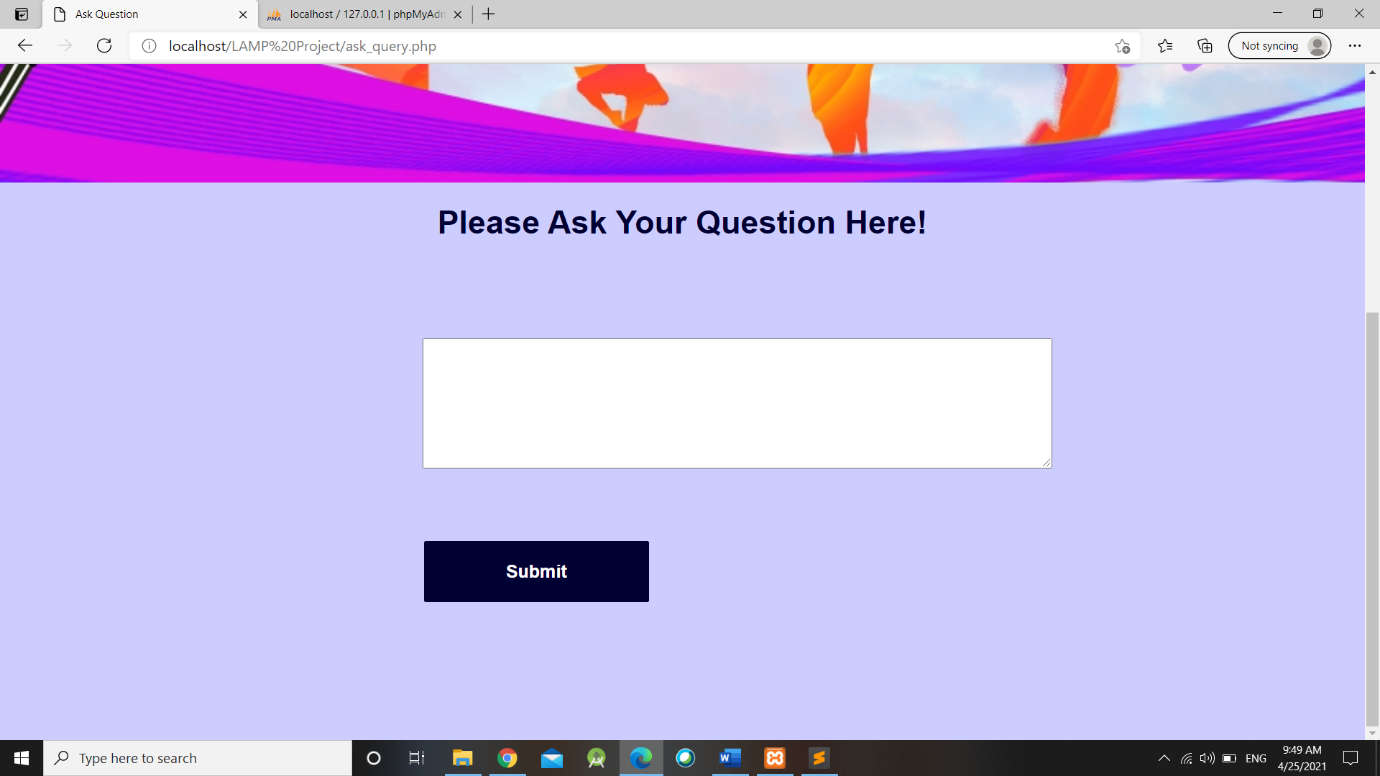 Ask Question
PMA
localhost / 127.0.0.1 | phpMyAdm
localhost/LAMP%20Project/ask_query.php
Not syncing
Please Ask Your Question Here!
Submit
Type here to search
ENG
9:49 AM
4/25/2021